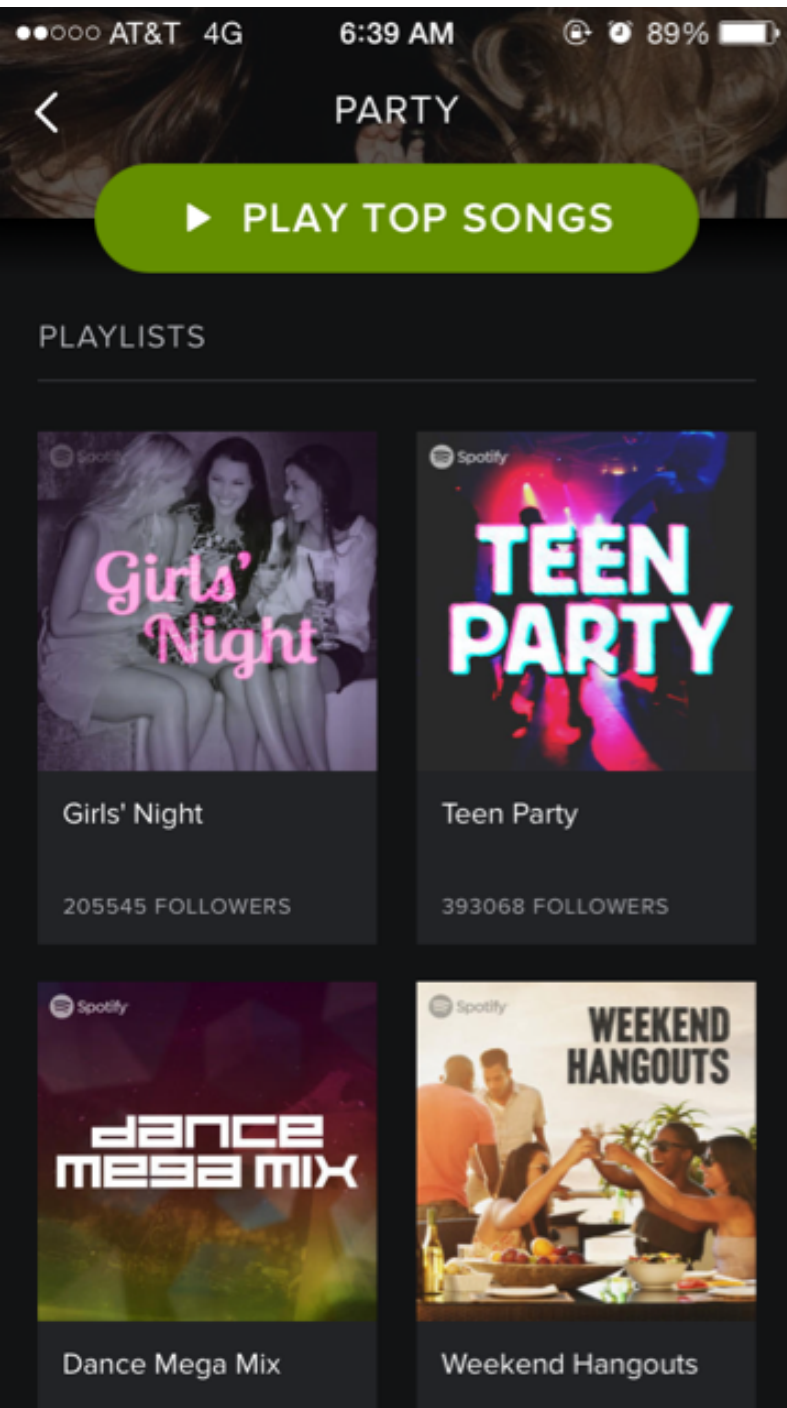 AT&T 4G 6:39 AM 89%
PARTY
PLAY TOP SONGS
PLAYLISTS
Spotify
Girls'
Night
Girls' Night
205545 FOLLOWERS
Spotify
TEEN
PARTY
Teen Party
393068 FOLLOWERS
Spotify
dance
mega mix
Dance Mega Mix
Spotify
WEEKEND
HANGOUTS
Weekend Hangouts